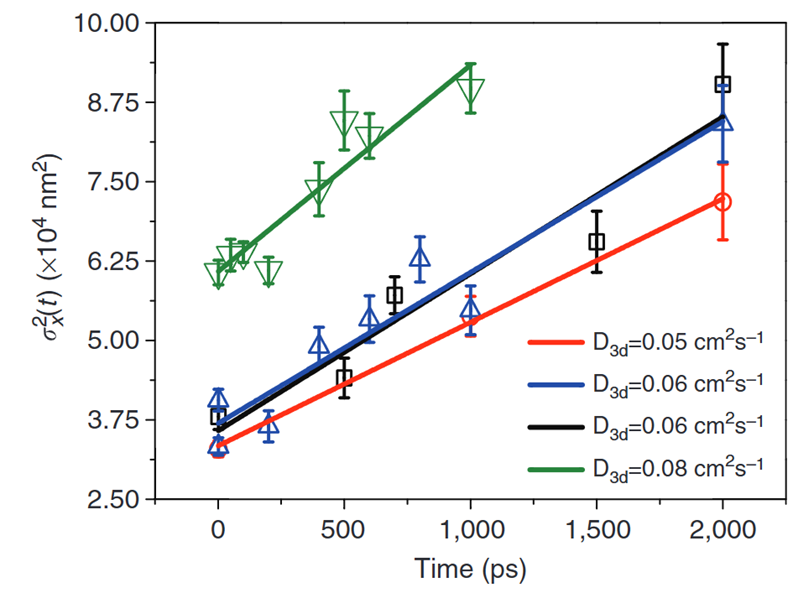 10.00
8.75
7.50
6.25
5.00
3.75
2.50
σ²ₓ(t) (×10⁴ nm²)
D3d=0.05 cm²s⁻¹
D3d=0.06 cm²s⁻¹
D3d=0.06 cm²s⁻¹
D3d=0.08 cm²s⁻¹
0 500 1,000 1,500 2,000
Time (ps)